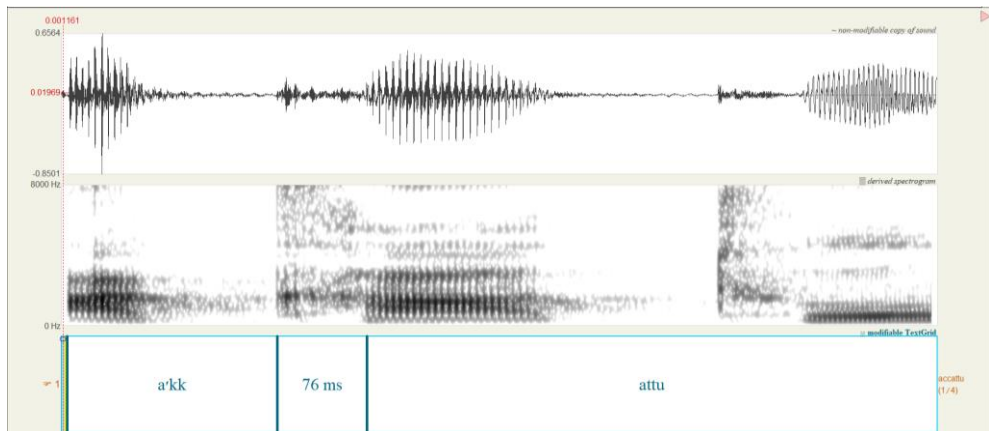 0.001161
0.6564
~ non-modifiable copy of sound
0.01969
-0.8501
8000 Hz
derived spectrogram
0 Hz
modifiable TextGrid
1
aˈkk
76 ms
attu
accattu
(1/4)